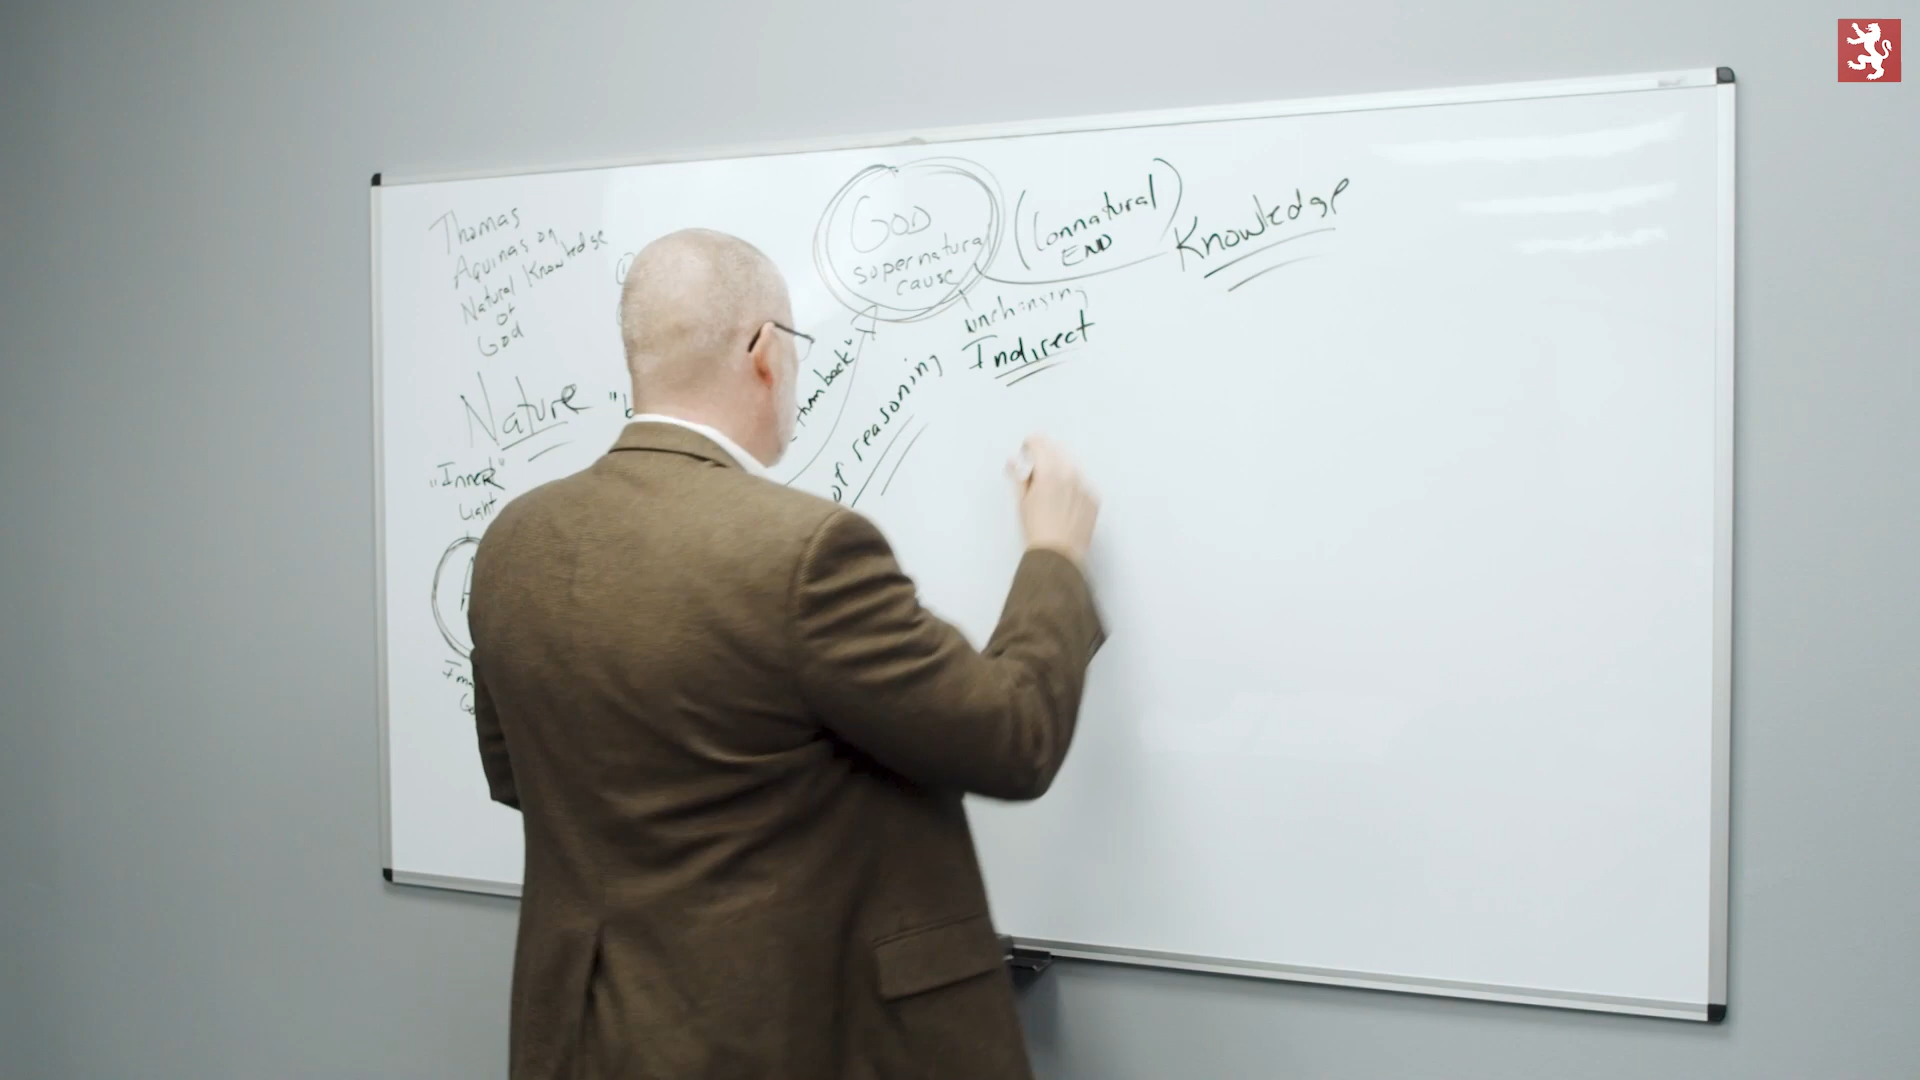 Thomas
Aquinas on
Natural Knowledge
of
God
Nature
"Inner"
Light
GOD
supernatural
cause
(Connatural)
END
Knowledge
unchanging
Indirect
or reasoning